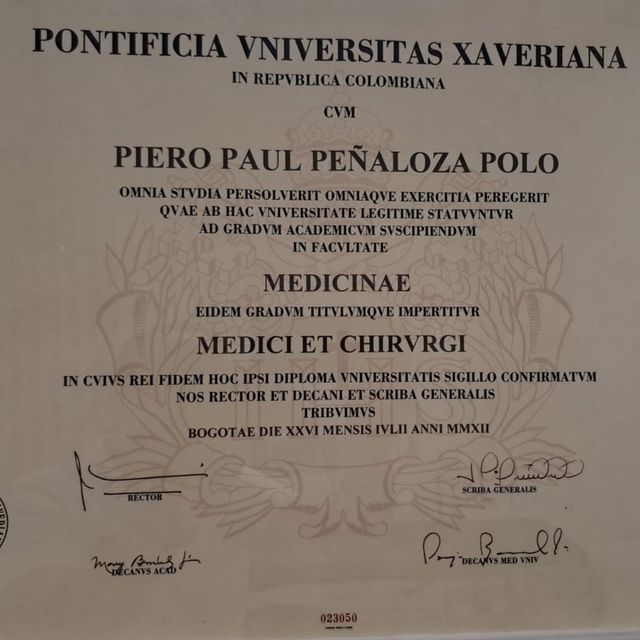 PONTIFICIA VNIVERSITAS XAVERIANA
IN REPVBLICA COLOMBIANA
CVM
PIERO PAUL PEÑALOZA POLO
OMNIA STVDIA PERSOLVERIT OMNIAQVE EXERCITIA PEREGERIT
QVAE AB HAC VNIVERSITATE LEGITIME STATVVNTVR
AD GRADVM ACADEMICVM SVSCIPIENDVM
IN FACVLTATE
MEDICINAE
EIDEM GRADVM TITVLVMQVE IMPERTITVR
MEDICI ET CHIRVRGI
IN CVIVS REI FIDEM HOC IPSI DIPLOMA VNIVERSITATIS SIGILLO CONFIRMATVM
NOS RECTOR ET DECANI ET SCRIBA GENERALIS
TRIBVIMVS
BOGOTAE DIE XXVI MENSIS IVLII ANNI MMXII
RECTOR
SCRIBA GENERALIS
DECANVS ACAD
DECANVS MED VNIV
023050